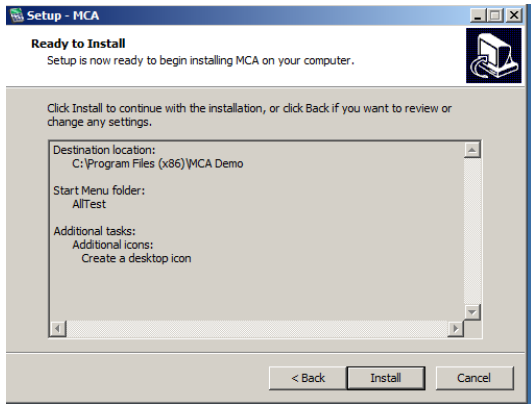 Setup - MCA
Ready to Install
Setup is now ready to begin installing MCA on your computer.
Click Install to continue with the installation, or click Back if you want to review or
change any settings.
Destination location:
C:\Program Files (x86)\MCA Demo
Start Menu folder:
AllTest
Additional tasks:
Additional icons:
Create a desktop icon
< Back
Install
Cancel